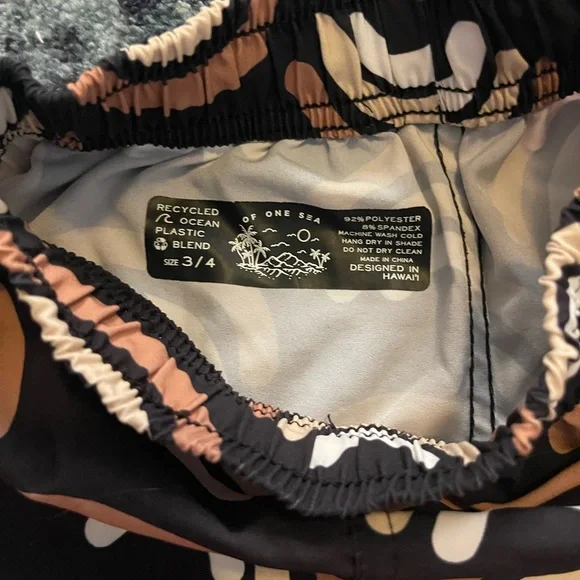 RECYCLED
OCEAN
PLASTIC
BLEND
SIZE 3/4
OF ONE SEA
92% POLYESTER
8% SPANDEX
MACHINE WASH COLD
HANG DRY IN SHADE
DO NOT DRY CLEAN
MADE IN CHINA
DESIGNED IN
HAWAI'I